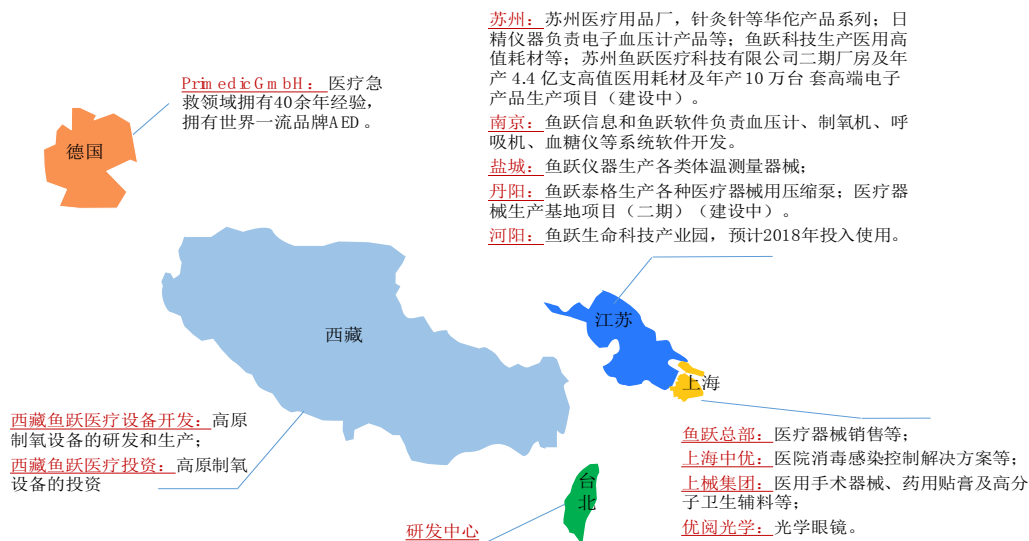 苏州：苏州医疗用品厂，针灸针等华佗产品系列；日
精仪器负责电子血压计产品等；鱼跃科技生产医用高
值耗材等；苏州鱼跃医疗科技有限公司二期厂房及年
产 4.4 亿支高值医用耗材及年产 10 万台 套高端电子
产品生产项目（建设中）。
南京：鱼跃信息和鱼跃软件负责血压计、制氧机、呼
吸机、血糖仪等系统软件开发。
盐城：鱼跃仪器生产各类体温测量器械；
丹阳：鱼跃泰格生产各种医疗器械用压缩泵；医疗器
械生产基地项目（二期）（建设中）。
河阳：鱼跃生命科技产业园，预计2018年投入使用。
PrimedicGmbH：医疗急
救领域拥有40余年经验，
拥有世界一流品牌AED。
德国
西藏
江苏
上海
西藏鱼跃医疗设备开发：高原
制氧设备的研发和生产；
西藏鱼跃医疗投资：高原制氧
设备的投资
鱼跃总部：医疗器械销售等；
上海中优：医院消毒感染控制解决方案等；
上械集团：医用手术器械、药用贴膏及高分
子卫生辅料等；
优阅光学：光学眼镜。
台
北
研发中心